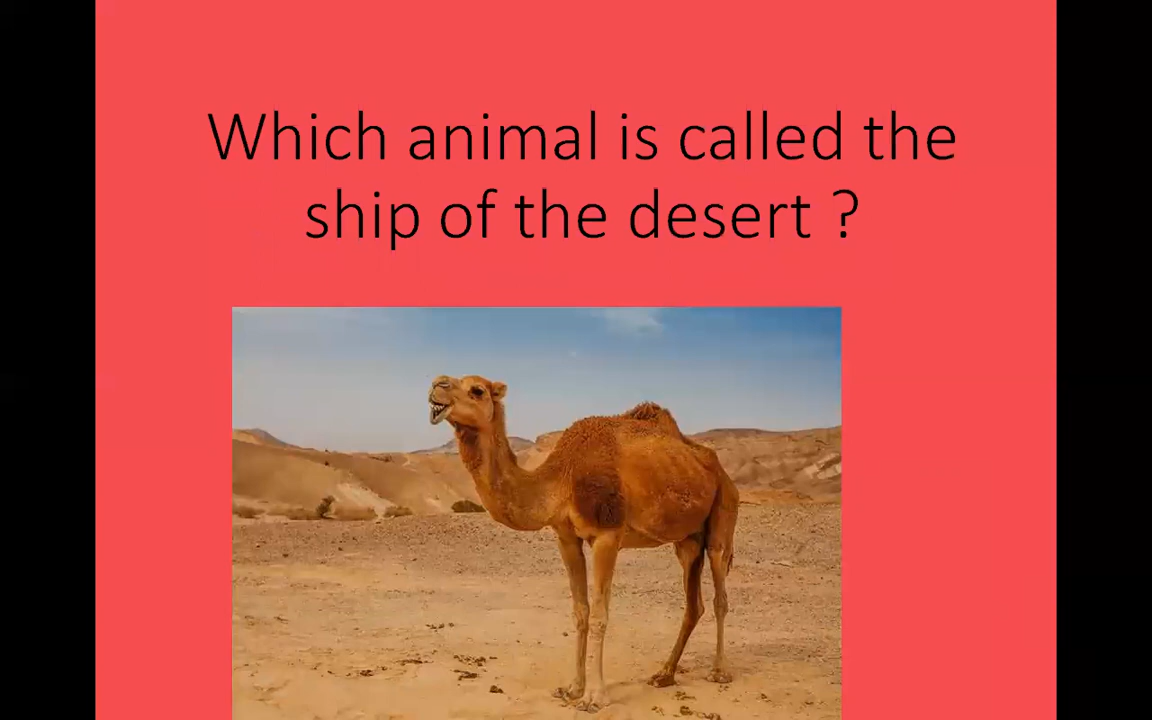 Which animal is called the
ship of the desert ?